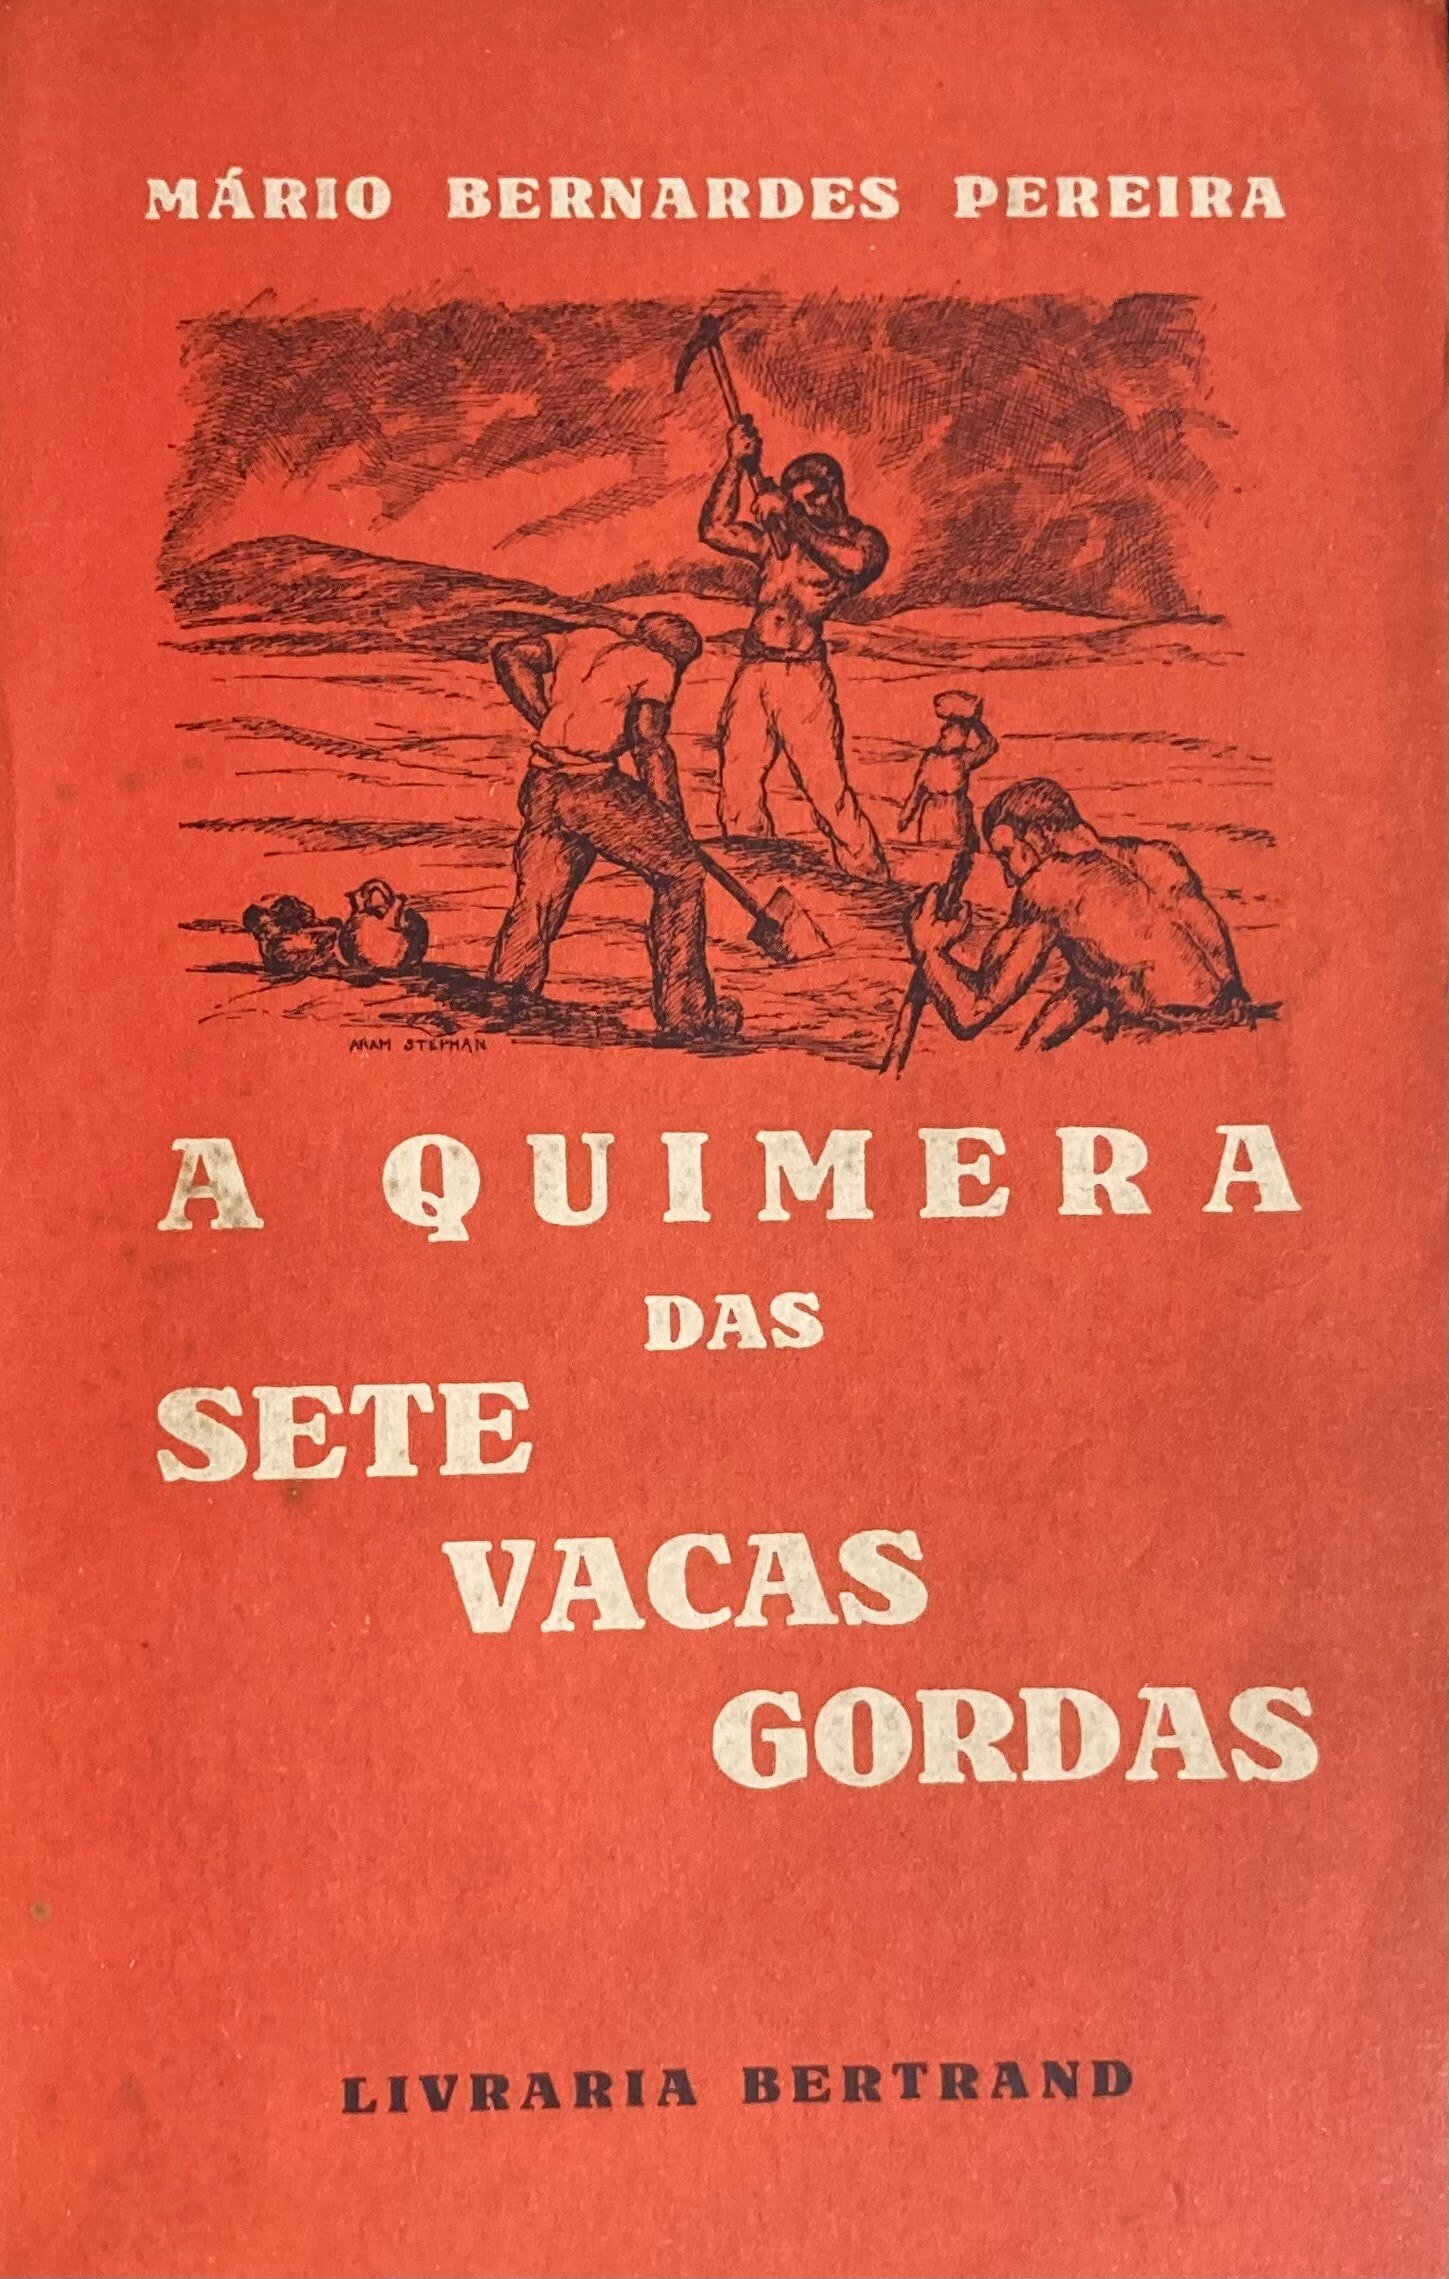 MÁRIO BERNARDES PEREIRA
ARAM STEPHAN
A QUIMERA
DAS
SETE
VACAS
GORDAS
LIVRARIA BERTRAND